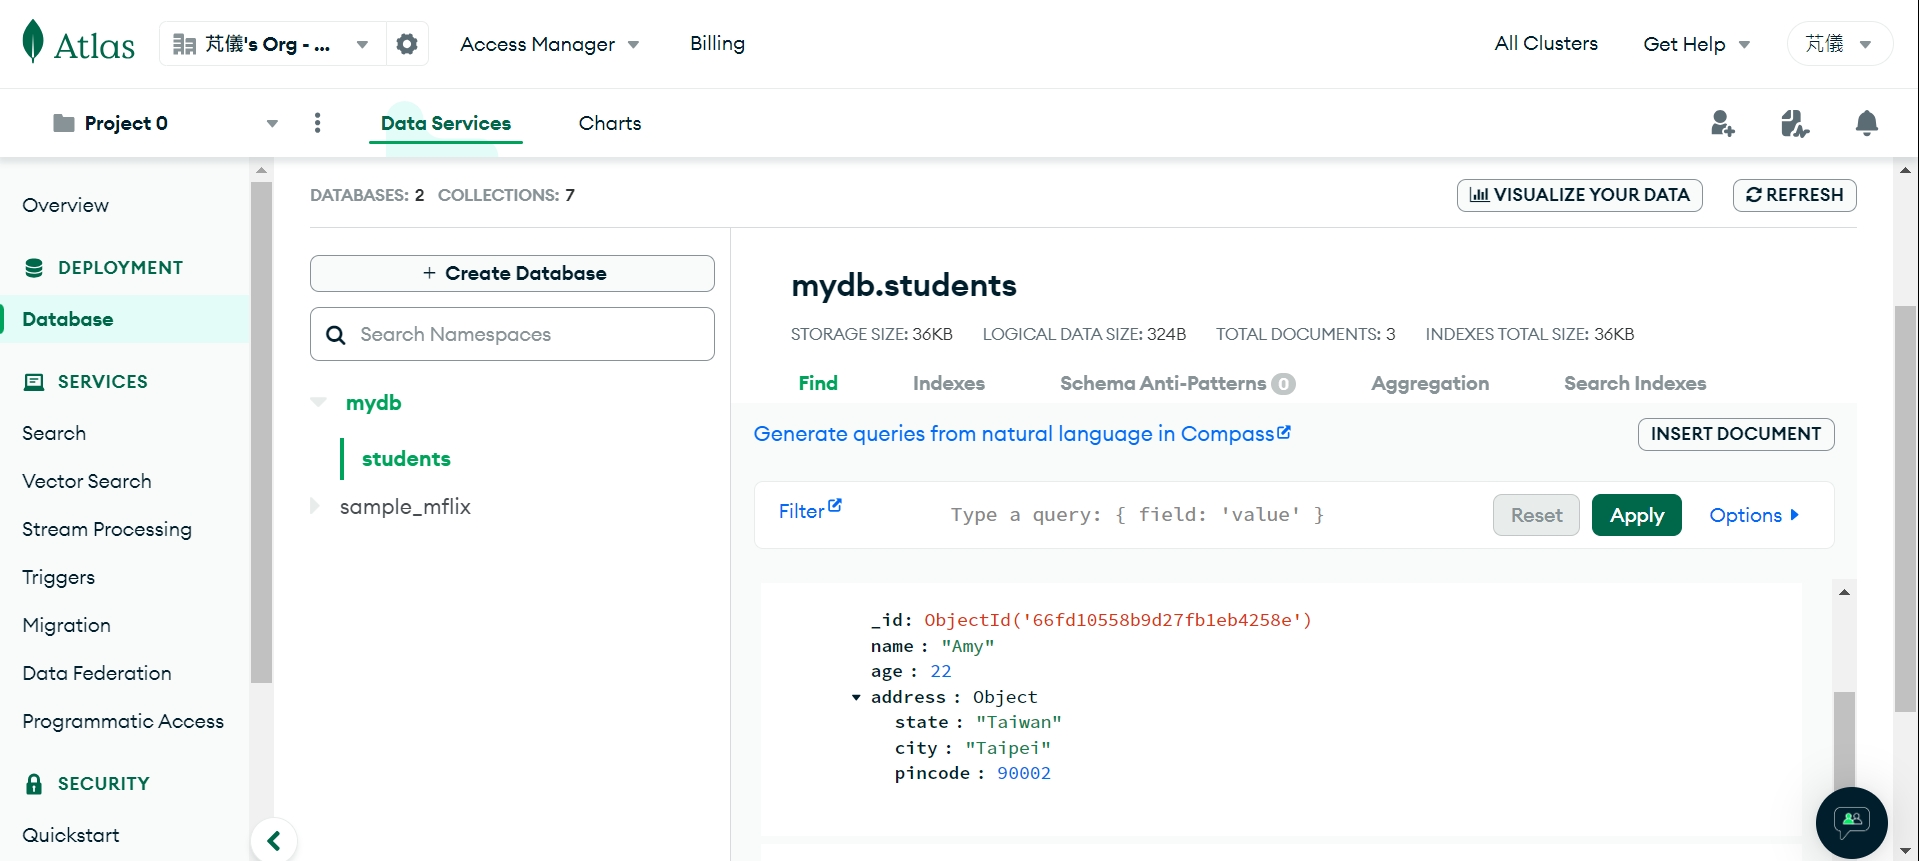 Atlas
芃儀's Org - ...
Access Manager
Billing
All Clusters
Get Help
芃儀
Project 0
Data Services
Charts
Overview
DEPLOYMENT
Database
SERVICES
Search
Vector Search
Stream Processing
Triggers
Migration
Data Federation
Programmatic Access
SECURITY
Quickstart
DATABASES: 2 COLLECTIONS: 7
VISUALIZE YOUR DATA
REFRESH
+ Create Database
Search Namespaces
mydb
students
sample_mflix
mydb.students
STORAGE SIZE: 36KB LOGICAL DATA SIZE: 324B TOTAL DOCUMENTS: 3 INDEXES TOTAL SIZE: 36KB
Find
Indexes
Schema Anti-Patterns 0
Aggregation
Search Indexes
Generate queries from natural language in Compass
INSERT DOCUMENT
Filter
Type a query: { field: 'value' }
Reset
Apply
Options
_id: ObjectId('66fd10558b9d27fb1eb4258e')
name : "Amy"
age : 22
address : Object
state : "Taiwan"
city : "Taipei"
pincode : 90002